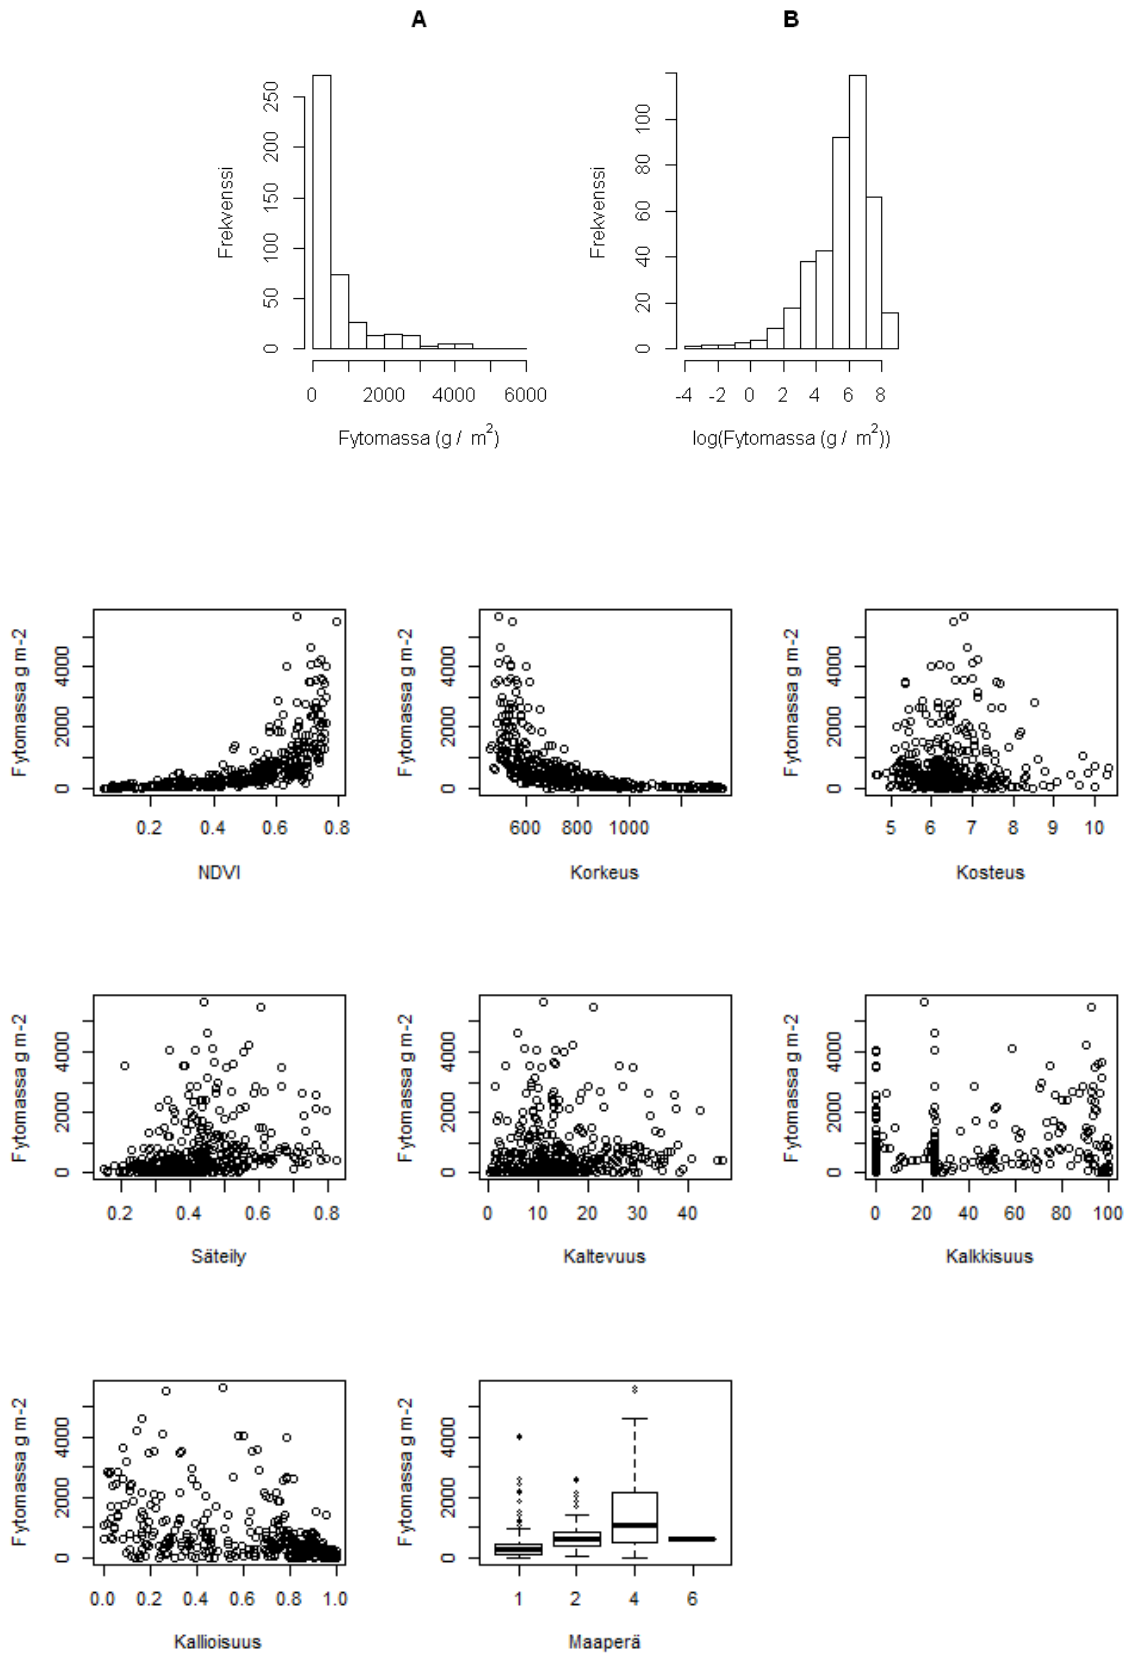 A
B
Frekvenssi
0 50 100 150 200 250
0 2000 4000 6000
Fytomassa (g / m²)
Frekvenssi
0 20 40 60 80 100
-4 -2 0 2 4 6 8
log(Fytomassa (g / m²))
Fytomassa g m-2
0 2000 4000
0.2 0.4 0.6 0.8
NDVI
Fytomassa g m-2
0 2000 4000
600 800 1000
Korkeus
Fytomassa g m-2
0 2000 4000
5 6 7 8 9 10
Kosteus
Fytomassa g m-2
0 2000 4000
0.2 0.4 0.6 0.8
Säteily
Fytomassa g m-2
0 2000 4000
0 10 20 30 40
Kaltevuus
Fytomassa g m-2
0 2000 4000
0 20 40 60 80 100
Kalkkisuus
Fytomassa g m-2
0 2000 4000
0.0 0.2 0.4 0.6 0.8 1.0
Kallioisuus
Fytomassa g m-2
0 2000 4000
1 2 4 6
Maaperä